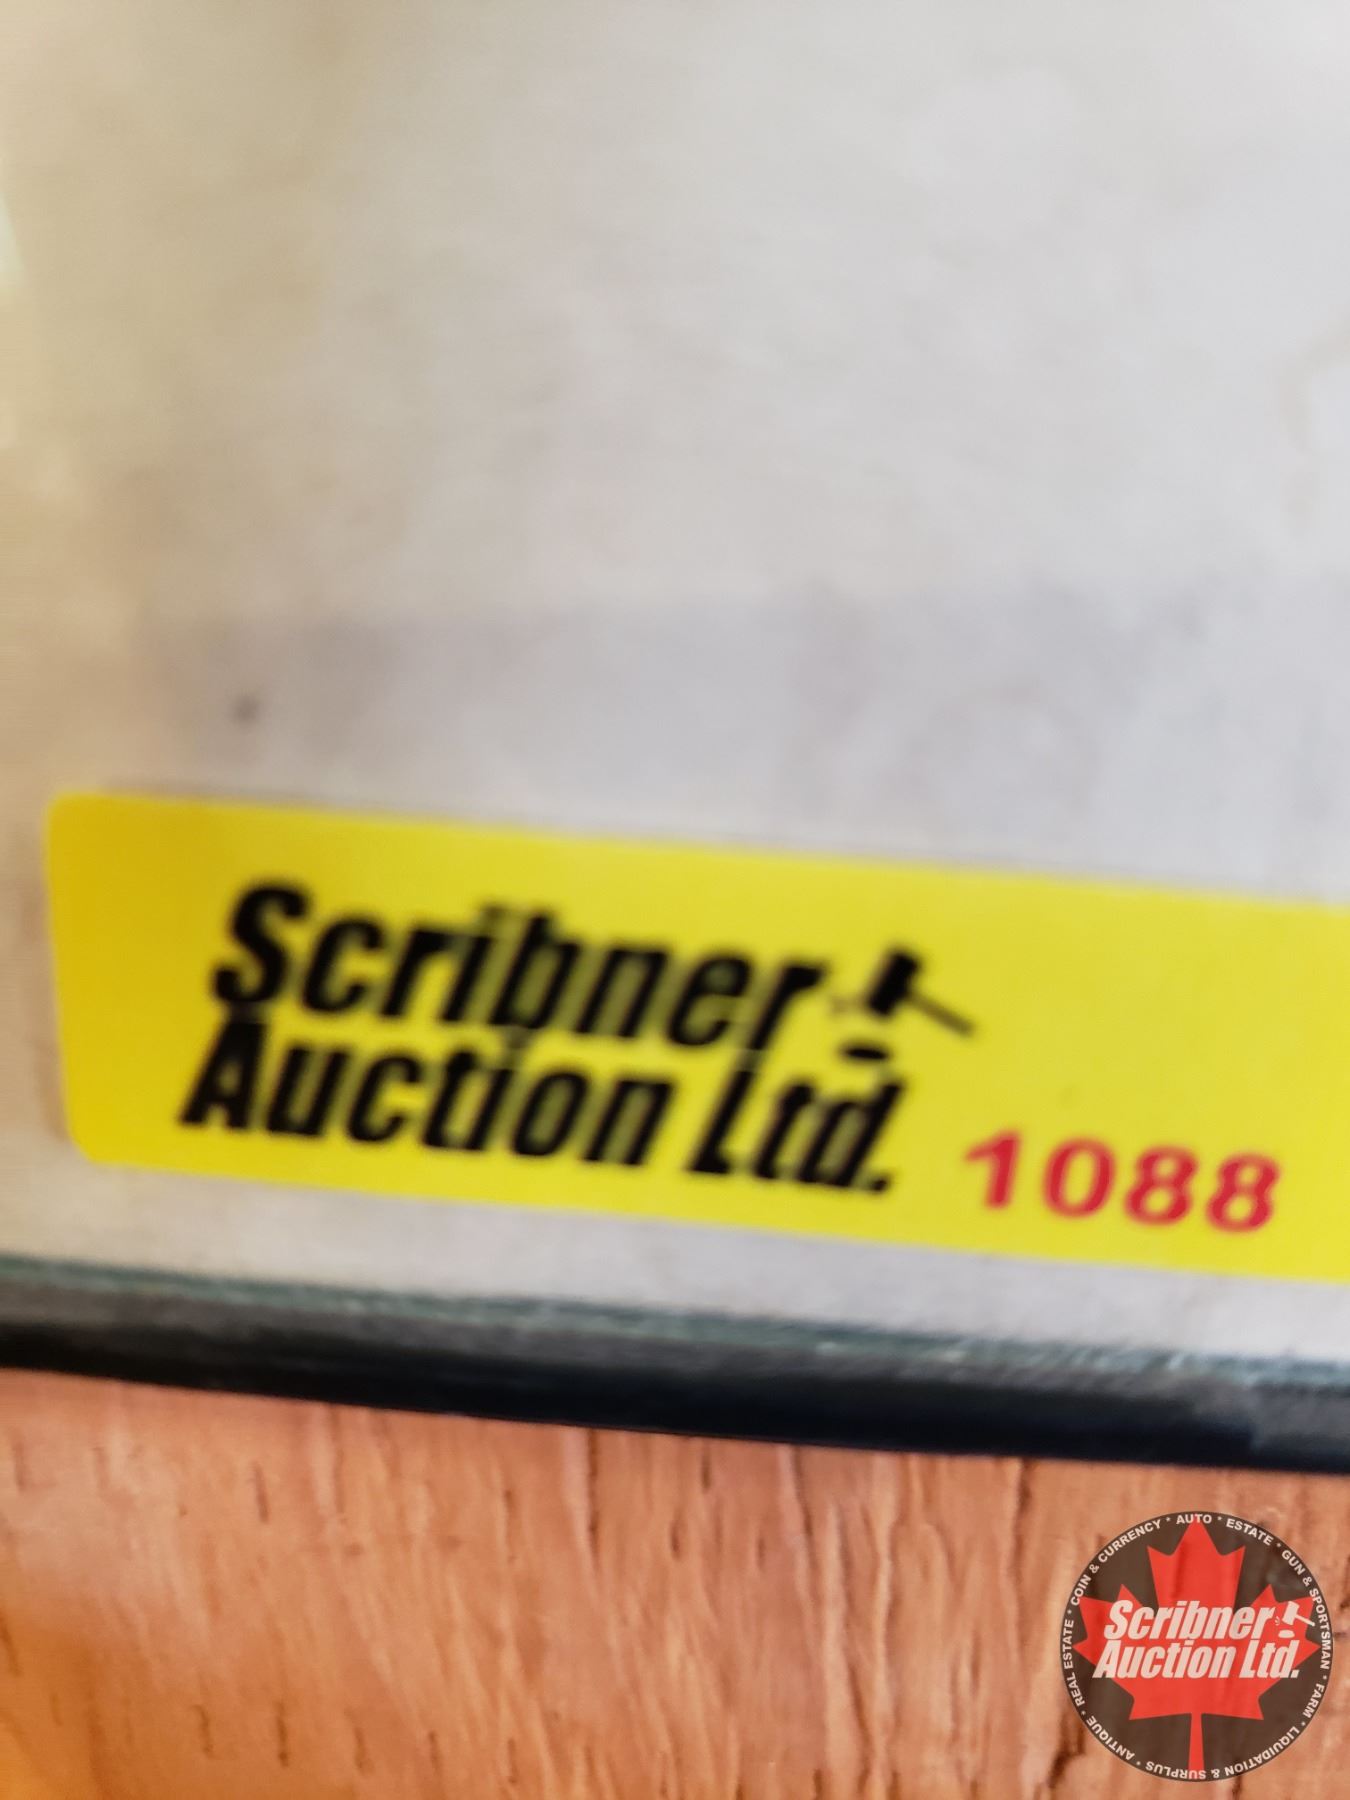 Scribner
Auction Ltd.
1088
COIN & CURRENCY * AUTO * ESTATE * GUN & SPORTSMAN * FARM * LIQUIDATION & SURPLUS * ANTIQUE * REAL ESTATE *
Scribner
Auction Ltd.